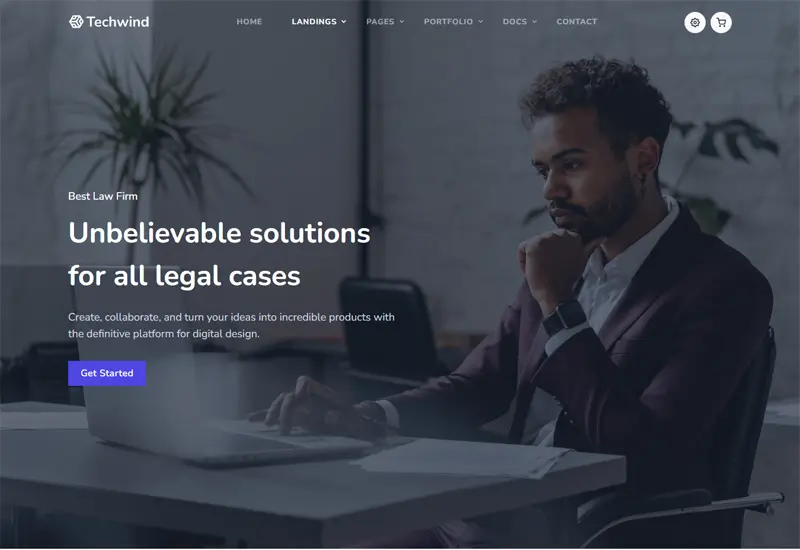 Techwind
HOME LANDINGS PAGES PORTFOLIO DOCS CONTACT
Best Law Firm
Unbelievable solutions
for all legal cases
Create, collaborate, and turn your ideas into incredible products with
the definitive platform for digital design.
Get Started